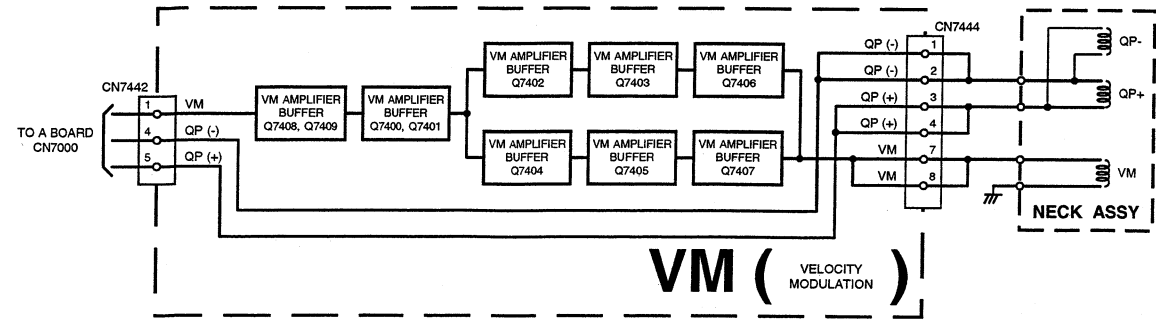 CN7442
TO A BOARD
CN7000
1
VM
4
QP (-)
5
QP (+)
VM AMPLIFIER
BUFFER
Q7408, Q7409
VM AMPLIFIER
BUFFER
Q7400, Q7401
VM AMPLIFIER
BUFFER
Q7402
VM AMPLIFIER
BUFFER
Q7403
VM AMPLIFIER
BUFFER
Q7406
VM AMPLIFIER
BUFFER
Q7404
VM AMPLIFIER
BUFFER
Q7405
VM AMPLIFIER
BUFFER
Q7407
CN7444
QP (-)
1
QP (-)
2
QP (+)
3
QP (+)
4
VM
7
VM
8
QP-
QP+
VM
NECK ASSY
VM ( VELOCITY
MODULATION )